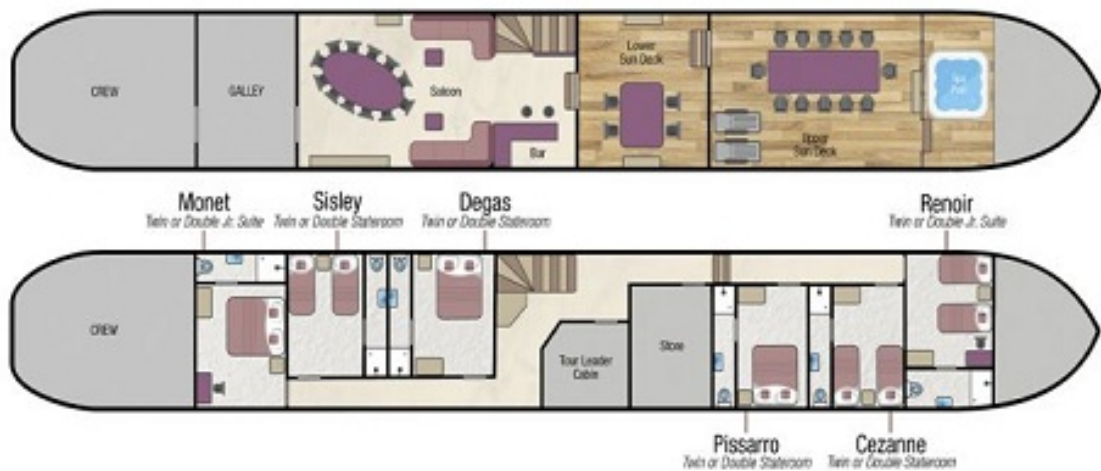 CREW
GALLEY
Saloon
Bar
Lower
Sun Deck
Upper
Sun Deck
Spa
Pool
Monet
Twin or Double Jr. Suite
Sisley
Twin or Double Stateroom
Degas
Twin or Double Stateroom
Renoir
Twin or Double Jr. Suite
CREW
Tour Leader
Cabin
Store
Pissarro
Twin or Double Stateroom
Cezanne
Twin or Double Stateroom